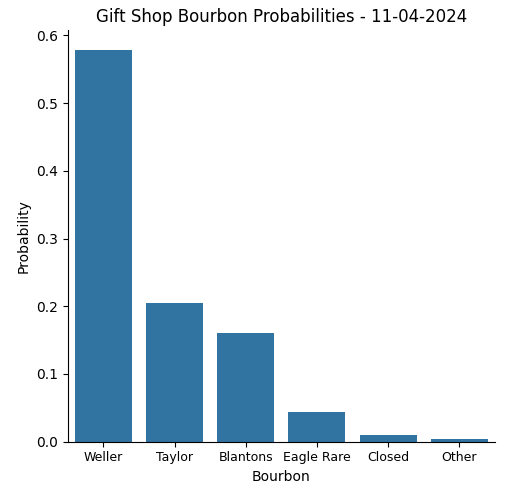 Gift Shop Bourbon Probabilities - 11-04-2024
0.6
0.5
0.4
0.3
0.2
0.1
0.0
Probability
Weller Taylor Blantons Eagle Rare Closed Other
Bourbon